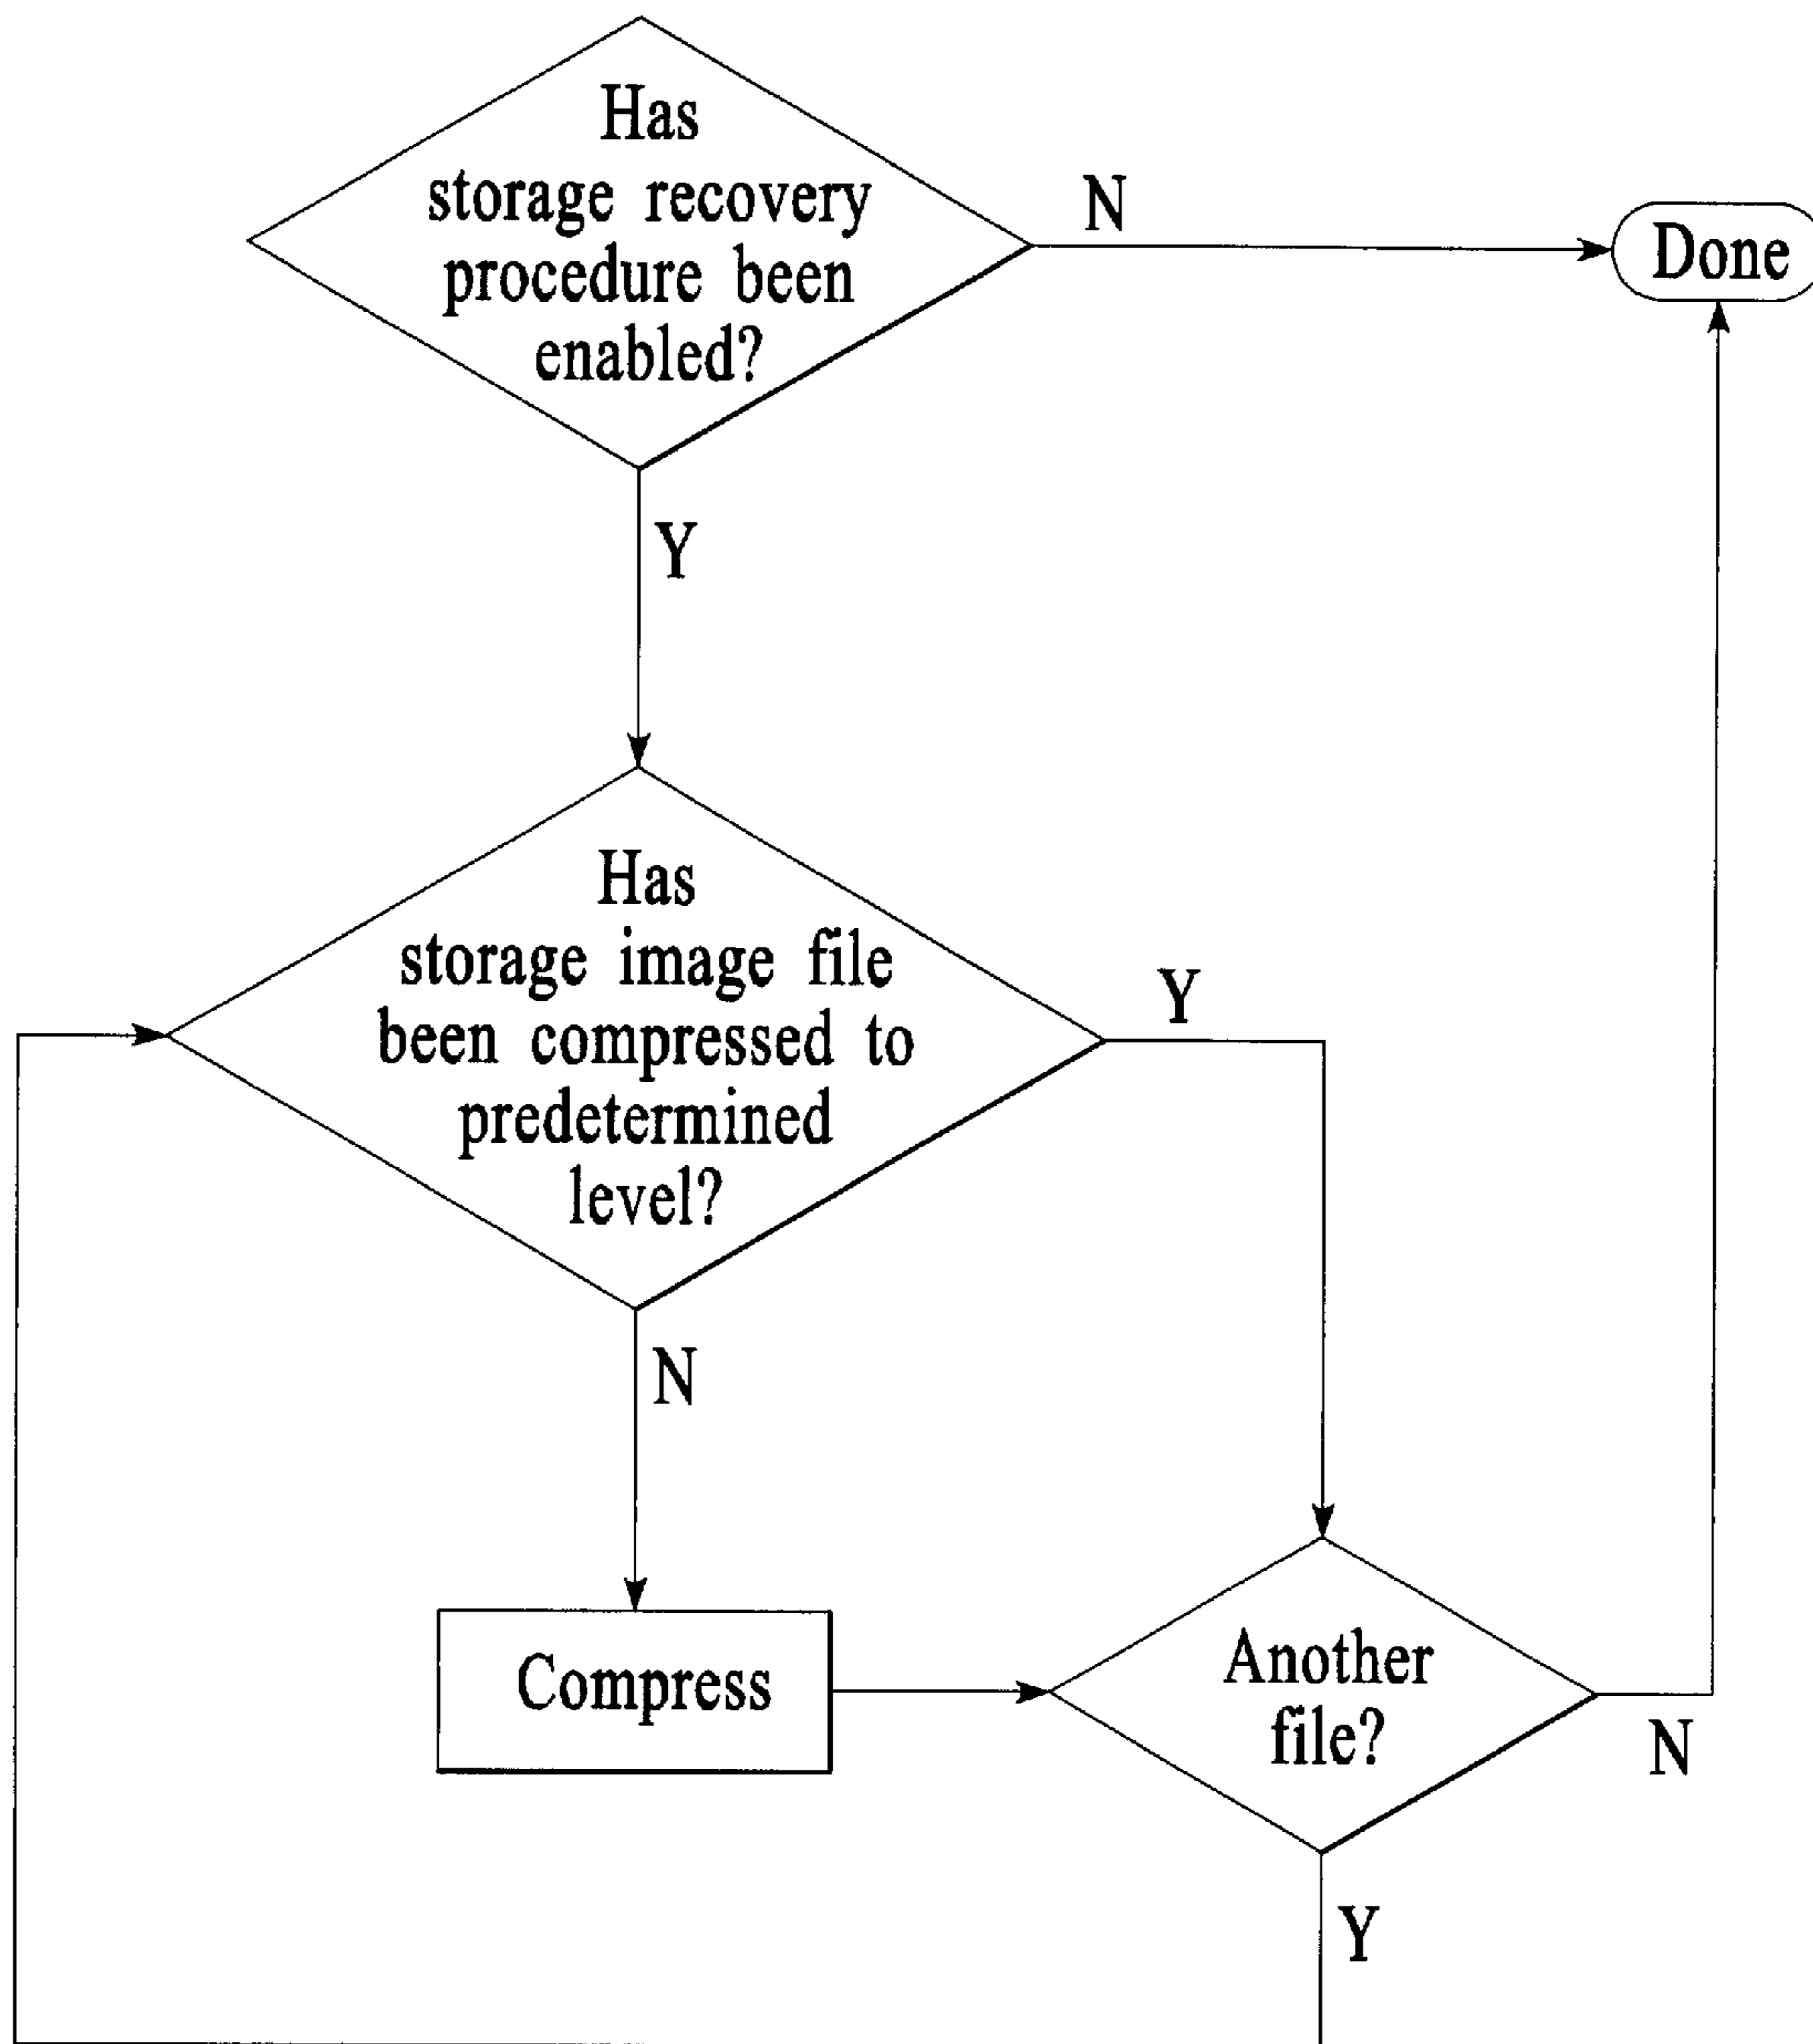 Has
storage recovery
procedure been
enabled?
N
Done
Y
Has
storage image file
been compressed to
predetermined
level?
Y
N
Compress
Another
file?
N
Y